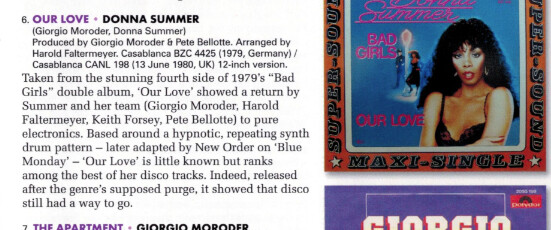 6. OUR LOVE • DONNA SUMMER
(Giorgio Moroder, Donna Summer)
Produced by Giorgio Moroder & Pete Bellotte. Arranged by
Harold Faltermeyer. Casablanca BZC 4425 (1979, Germany) /
Casablanca CANL 198 (13 June 1980, UK) 12-inch version.
Taken from the stunning fourth side of 1979's “Bad
Girls” double album, ‘Our Love’ showed a return by
Summer and her team (Giorgio Moroder, Harold
Faltermeyer, Keith Forsey, Pete Bellotte) to pure
electronics. Based around a hypnotic, repeating synth
drum pattern – later adapted by New Order on ‘Blue
Monday’ – ‘Our Love’ is little known but ranks
among the best of her disco tracks. Indeed, released
after the genre's supposed purge, it showed that disco
still had a way to go.
7. THE APARTMENT • GIORGIO MORODER
Donna
Summer
BAD
GIRLS
OUR LOVE
SUPER-SOU
SUPER-SOUN
MAXI-SINGLE
polydor
GIORGIO